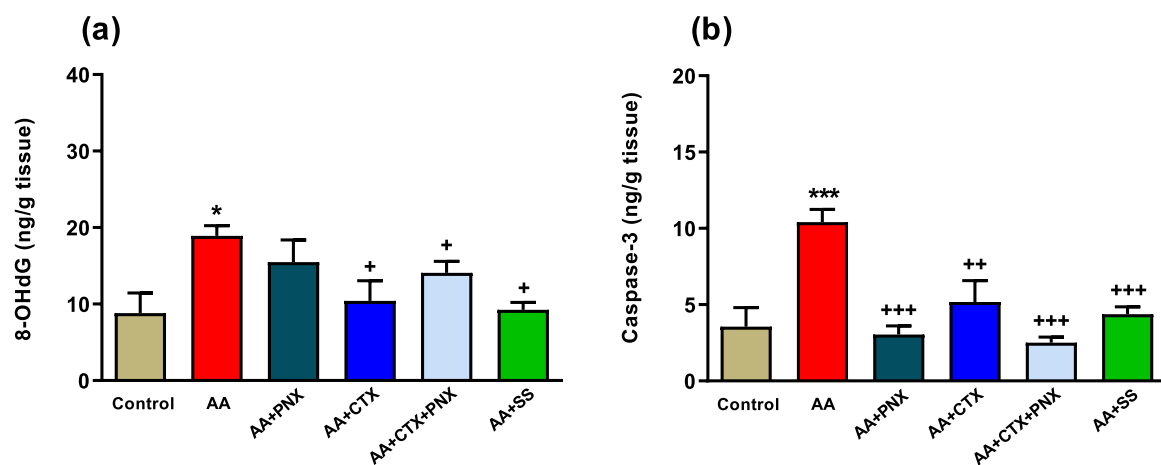 (a)
8-OHdG (ng/g tissue)
40
30
20
10
0
*
+
+
+
Control
AA
AA+PNX
AA+CTX
AA+CTX+PNX
AA+SS
(b)
Caspase-3 (ng/g tissue)
20
15
10
5
0
***
+++
++
+++
+++
Control
AA
AA+PNX
AA+CTX
AA+CTX+PNX
AA+SS